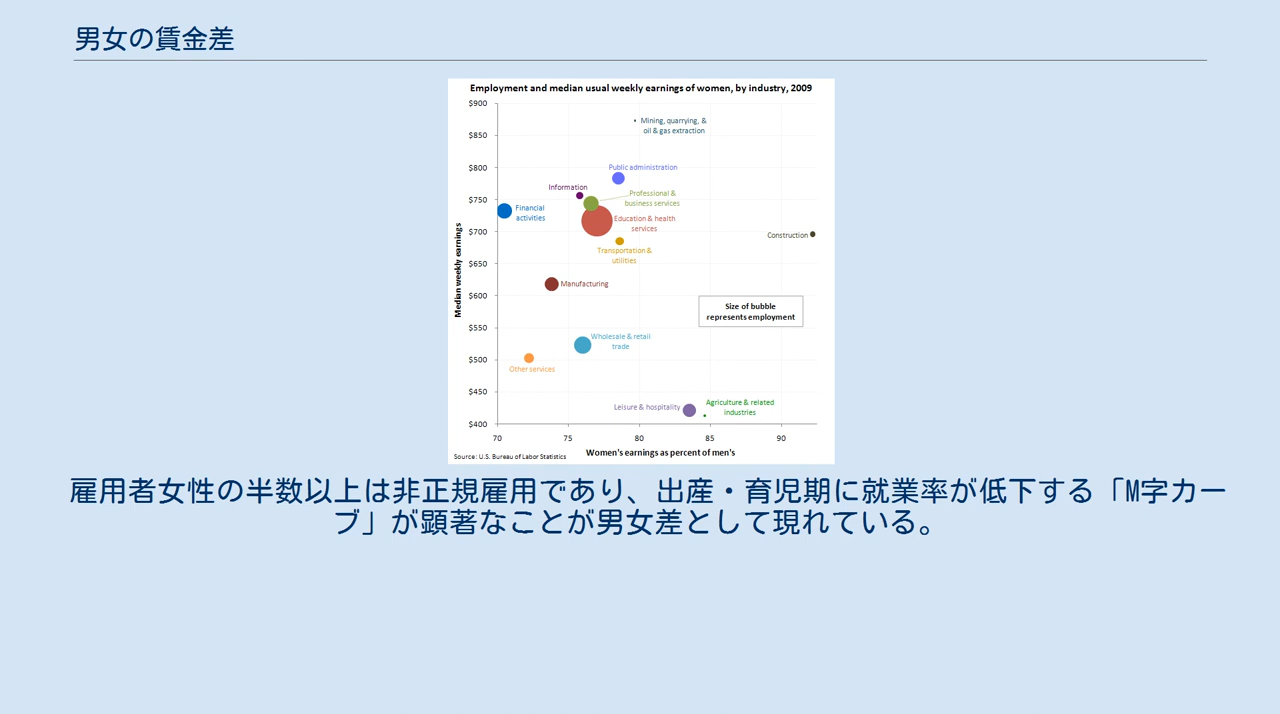 男女の賃金差
Employment and median usual weekly earnings of women, by industry, 2009
$900
$850
$800
$750
$700
$650
$600
$550
$500
$450
$400
Median weekly earnings
Mining, quarrying, &
oil & gas extraction
Public administration
Information
Professional &
business services
Financial
activities
Education & health
services
Construction
Transportation &
utilities
Manufacturing
Size of bubble
represents employment
Wholesale & retail
trade
Other services
Leisure & hospitality
Agriculture & related
industries
70
75
80
85
90
Women's earnings as percent of men's
Source: U.S. Bureau of Labor Statistics
雇用者女性の半数以上は非正規雇用であり、出産・育児期に就業率が低下する「M字カー
ブ」が顕著なことが男女差として現れている。